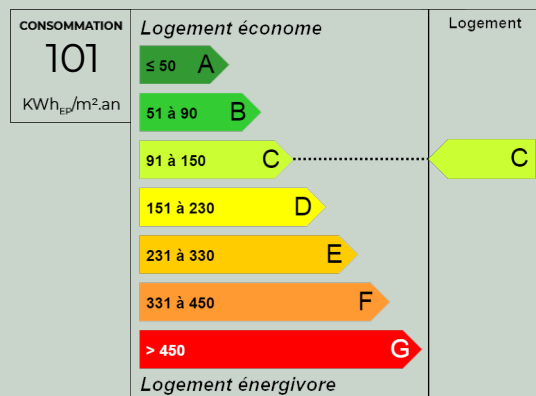 CONSOMMATION
101
KWhEP/m².an
Logement économe
Logement
≤ 50 A
51 à 90 B
91 à 150 C
C
151 à 230 D
231 à 330 E
331 à 450 F
> 450 G
Logement énergivore